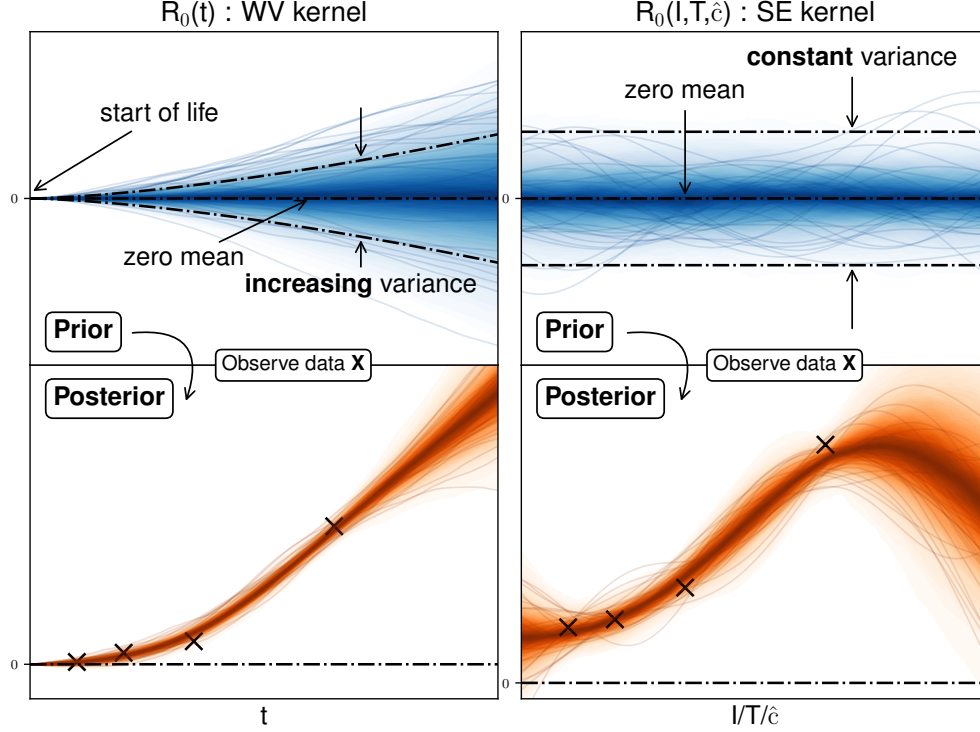 R₀(t) : WV kernel
start of life
0
zero mean
increasing variance
Prior
Observe data X
Posterior
0
t
R₀(I,T,ĉ) : SE kernel
constant variance
zero mean
0
Prior
Observe data X
Posterior
0
I/T/ĉ